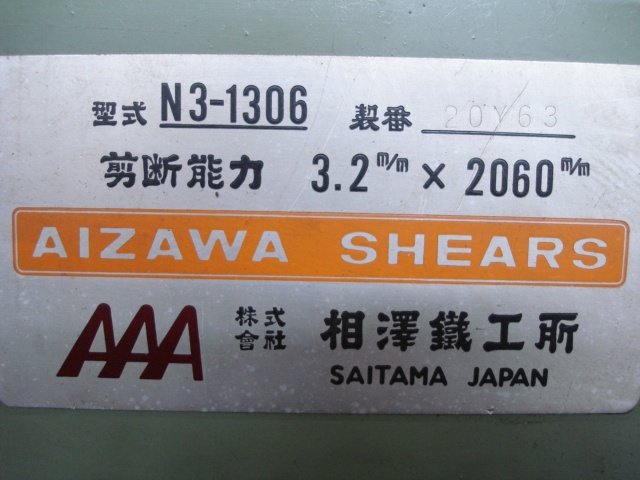 型式 N3-1306 製番 20Y63
剪断能力 3.2m/m × 2060m/m
AIZAWA SHEARS
AAA 株式會社 相澤鐵工所
SAITAMA JAPAN